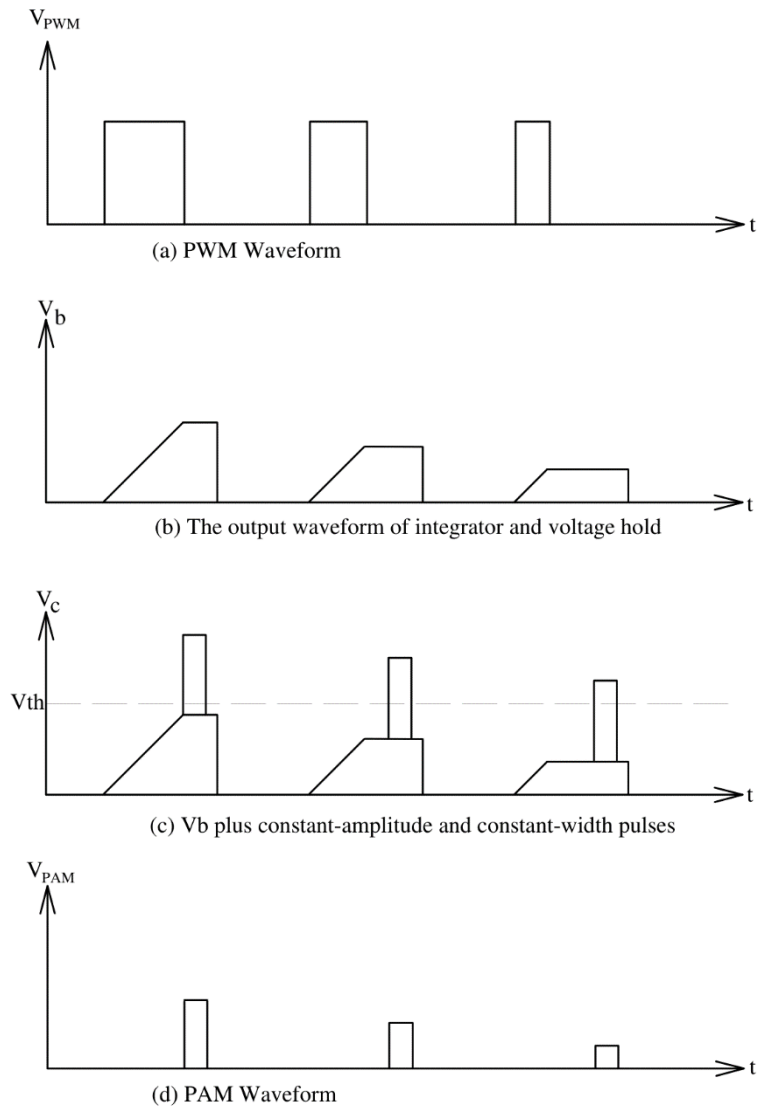 VPWM
t
(a) PWM Waveform
Vb
t
(b) The output waveform of integrator and voltage hold
Vc
Vth
t
(c) Vb plus constant-amplitude and constant-width pulses
VPAM
t
(d) PAM Waveform